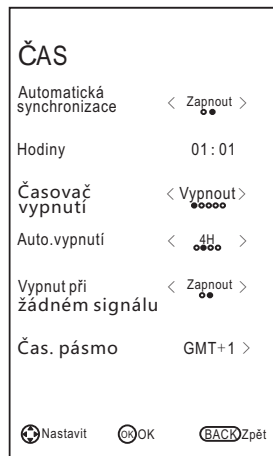 ČAS
Automatická
synchronizace < Zapnout >
Hodiny 01:01
Časovač
vypnutí < Vypnout >
Auto.vypnutí < 4H >
Vypnut při < Zapnout >
žádném signálu
Čas. pásmo GMT+1 >
Nastavit OK OK BACK Zpět